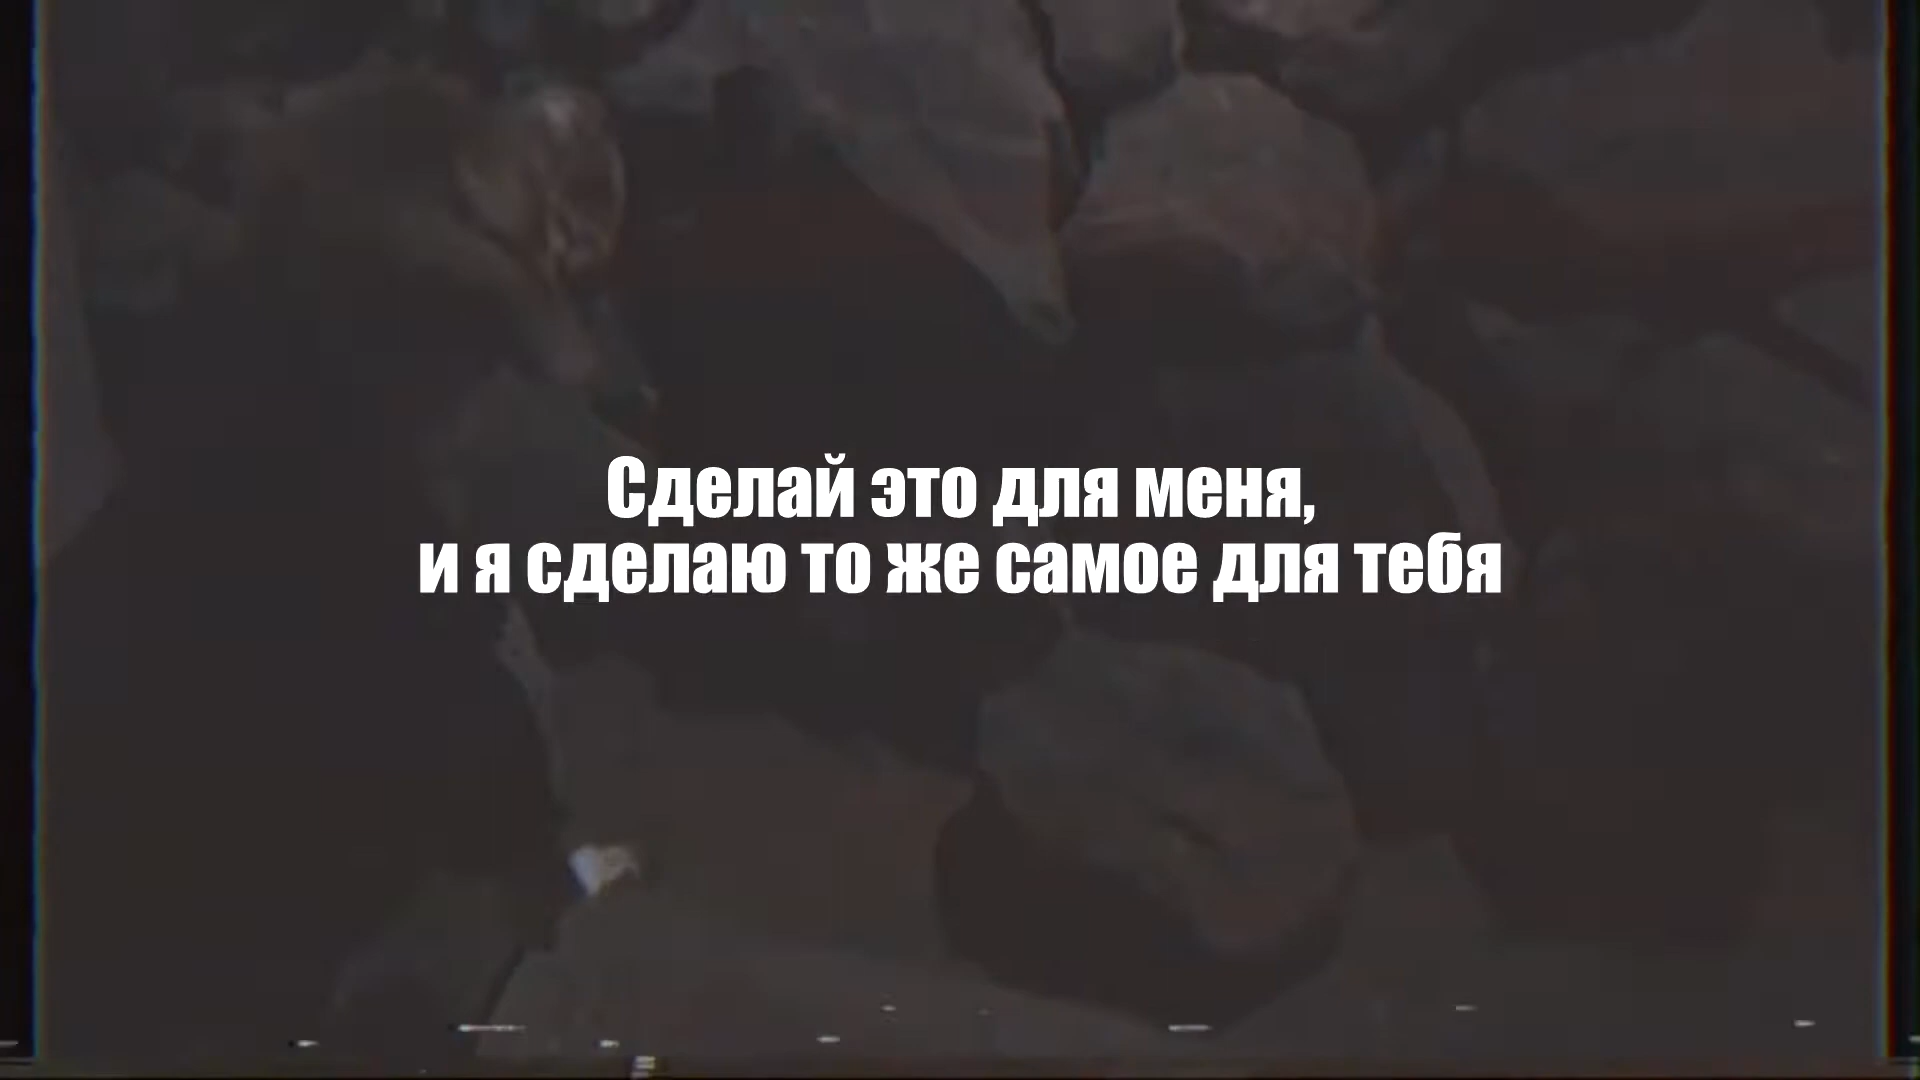 Сделай это для меня,
и я сделаю то же самое для тебя